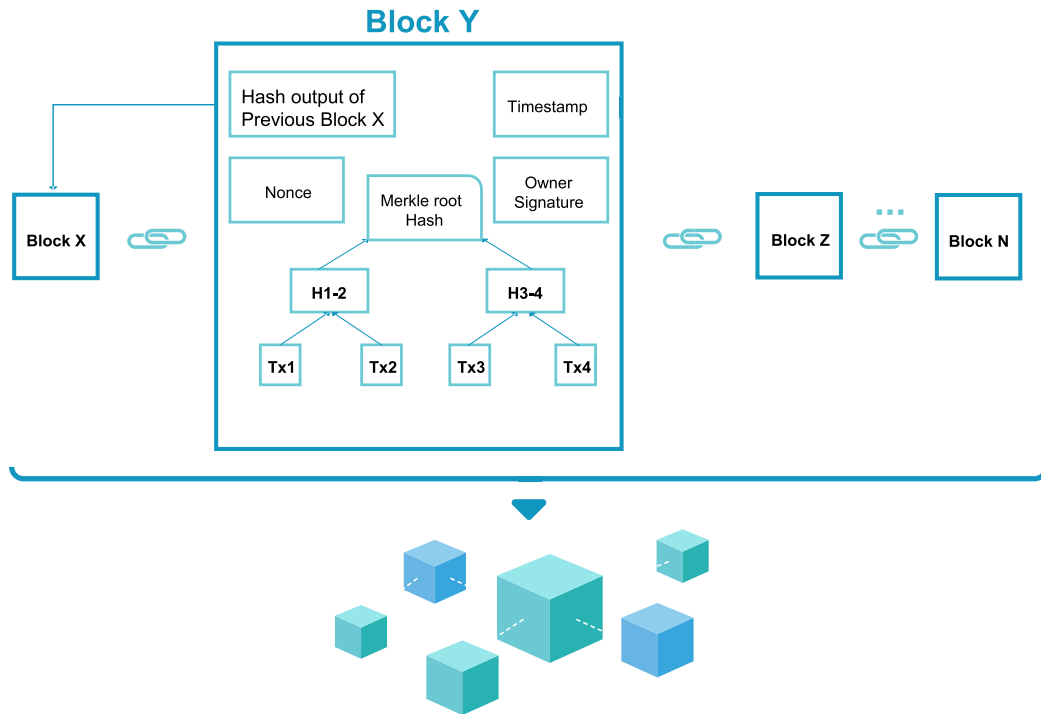 Block Y
Hash output of
Previous Block X
Timestamp
Nonce
Merkle root
Hash
Owner
Signature
Block X
Block Z
Block N
H1-2
H3-4
Tx1
Tx2
Tx3
Tx4